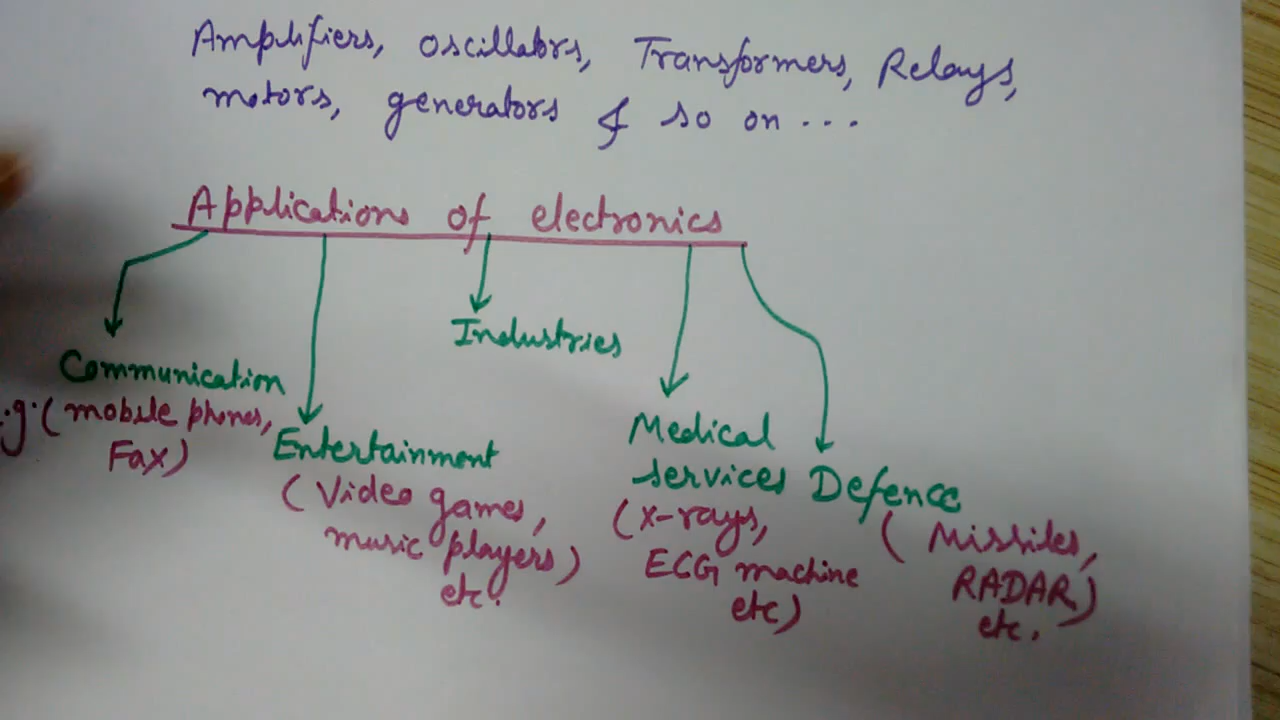 Amplifiers, oscillators, Transformers, Relays,
motors, generators & so on ...
Applications of electronics
Communication
.g. (mobile phones,
Fax)
Entertainment
(Video games,
music players)
etc.
Industries
Medical
services
(X-rays,
ECG machine
etc)
Defence
(Missiles,
RADAR)
etc.